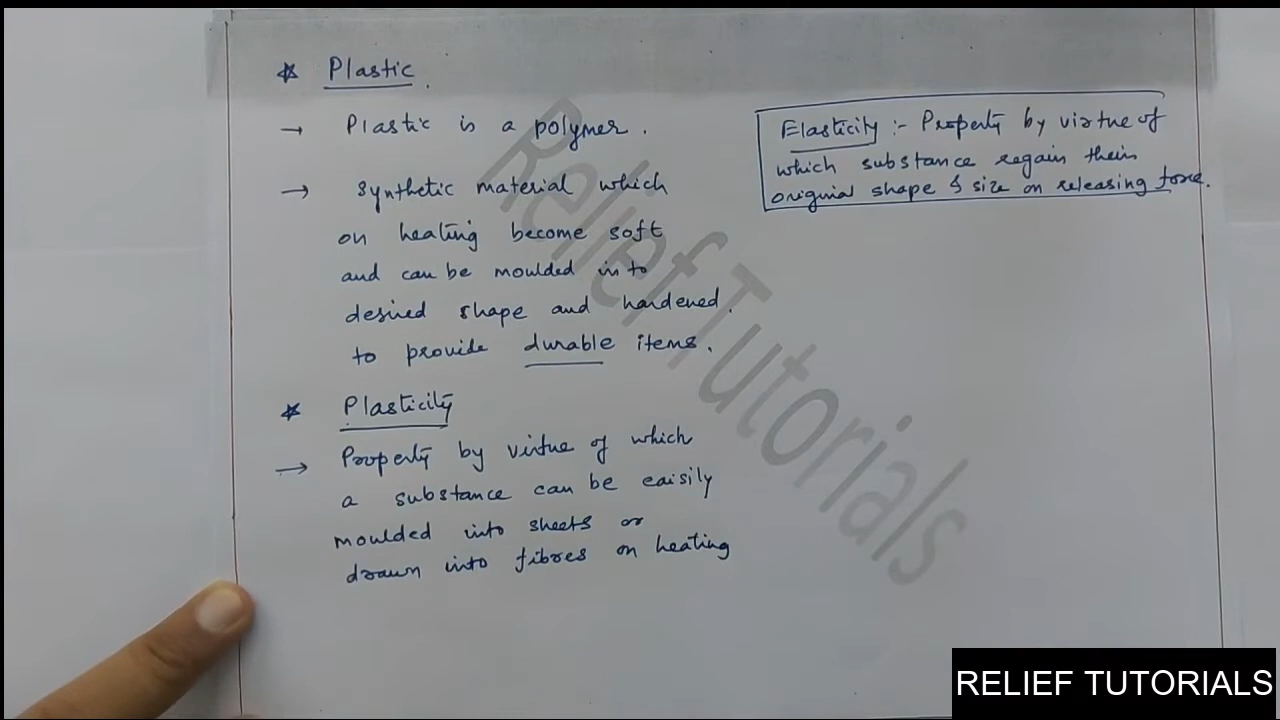 * Plastic.
→ Plastic is a polymer.
→ Synthetic material which
on heating become soft
and can be moulded in to
desired shape and hardened.
to provide durable items.
* Plasticity
→ Property by virtue of which
a substance can be eaisily
moulded into sheets or
drawn into fibres on heating
Elasticity :- Property by virtue of
which substance regain their
original shape & size on releasing force.
Relief Tutorials
RELIEF TUTORIALS